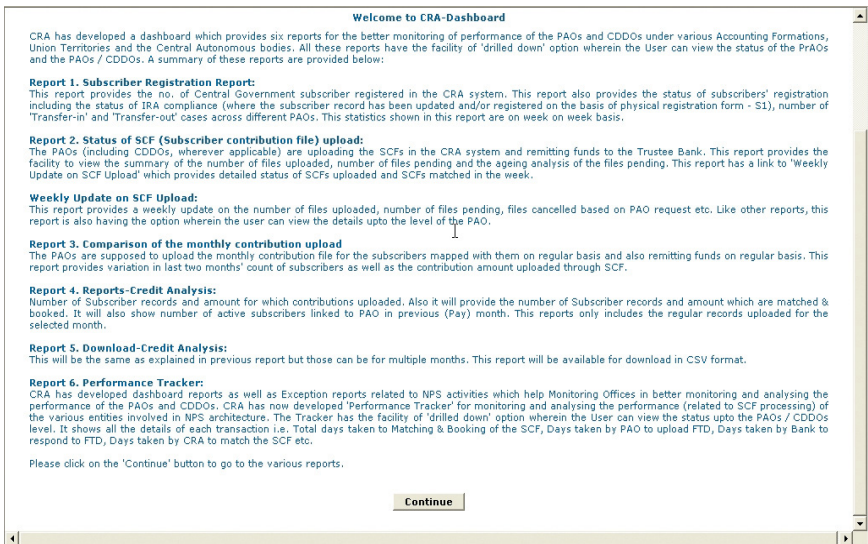 Welcome to CRA-Dashboard
CRA has developed a dashboard which provides six reports for the better monitoring of performance of the PAOs and CDDOs under various Accounting Formations,
Union Territories and the Central Autonomous bodies. All these reports have the facility of 'drilled down' option wherein the User can view the status of the PrAOs
and the PAOs / CDDOs. A summary of these reports are provided below:
Report 1. Subscriber Registration Report:
This report provides the no. of Central Government subscriber registered in the CRA system. This report also provides the status of subscribers' registration
including the status of IRA compliance (where the subscriber record has been updated and/or registered on the basis of physical registration form - S1), number of
'Transfer-in' and 'Transfer-out' cases across different PAOs. This statistics shown in this report are on week on week basis.
Report 2. Status of SCF (Subscriber contribution file) upload:
The PAOs (including CDDOs, wherever applicable) are uploading the SCFs in the CRA system and remitting funds to the Trustee Bank. This report provides the
facility to view the summary of the number of files uploaded, number of files pending and the ageing analysis of the files pending. This report has a link to 'Weekly
Update on SCF Upload' which provides detailed status of SCFs uploaded and SCFs matched in the week.
Weekly Update on SCF Upload:
This report provides a weekly update on the number of files uploaded, number of files pending, files cancelled based on PAO request etc. Like other reports, this
report is also having the option wherein the user can view the details upto the level of the PAO.
Report 3. Comparison of the monthly contribution upload
The PAOs are supposed to upload the monthly contribution file for the subscribers mapped with them on regular basis and also remitting funds on regular basis. This
report provides variation in last two months' count of subscribers as well as the contribution amount uploaded through SCF.
Report 4. Reports-Credit Analysis:
Number of Subscriber records and amount for which contributions uploaded. Also it will provide the number of Subscriber records and amount which are matched &
booked. It will also show number of active subscribers linked to PAO in previous (Pay) month. This reports only includes the regular records uploaded for the
selected month.
Report 5. Download-Credit Analysis:
This will be the same as explained in previous report but those can be for multiple months. This report will be available for download in CSV format.
Report 6. Performance Tracker:
CRA has developed dashboard reports as well as Exception reports related to NPS activities which help Monitoring Offices in better monitoring and analysing the
performance of the PAOs and CDDOs. CRA has now developed 'Performance Tracker' for monitoring and analysing the performance (related to SCF processing) of
the various entities involved in NPS architecture. The Tracker has the facility of 'drilled down' option wherein the User can view the status upto the PAOs / CDDOs
level. It shows all the details of each transaction i.e. Total days taken to Matching & Booking of the SCF, Days taken by PAO to upload FTD, Days taken by Bank to
respond to FTD, Days taken by CRA to match the SCF etc.
Please click on the 'Continue' button to go to the various reports.
Continue